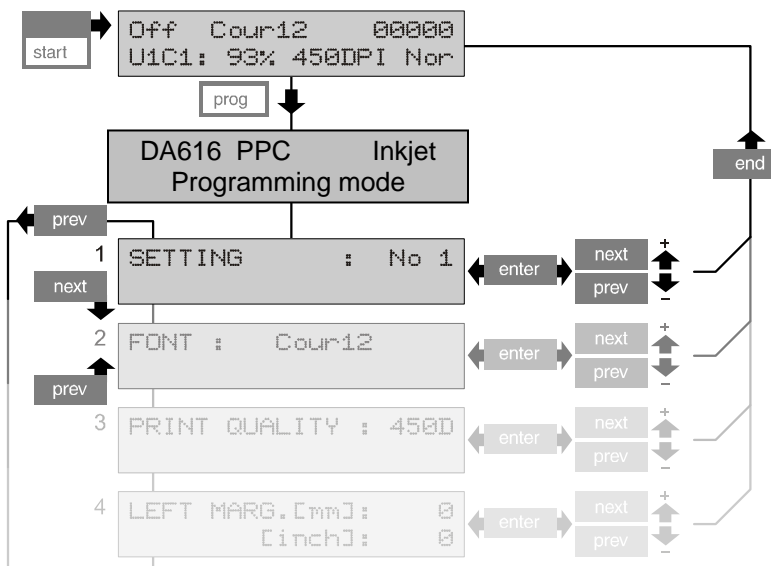 start
Off Cour12 00000
U1C1: 93% 450DPI Nor
prog
DA616 PPC Inkjet
Programming mode
end
prev
1
SETTING : No 1
enter
next
prev
+
–
next
2
FONT : Cour12
enter
next
prev
+
–
prev
3
PRINT QUALITY : 450D
enter
next
prev
+
–
4
LEFT MARG.[mm]: 0
[inch]: 0
enter
next
prev
+
–